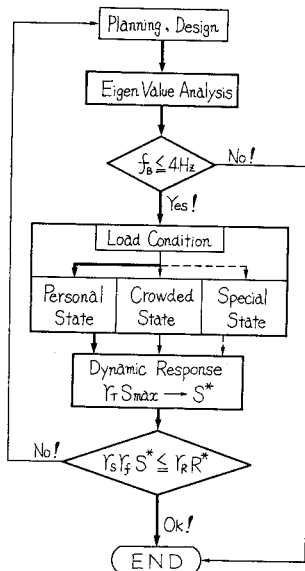 Planning, Design
Eigen Value Analysis
f_B ≦ 4Hz
No!
Yes!
Load Condition
Personal State
Crowded State
Special State
Dynamic Response
γ_T S_max → S*
No!
γ_S γ_f S* ≦ γ_R R*
Ok!
END